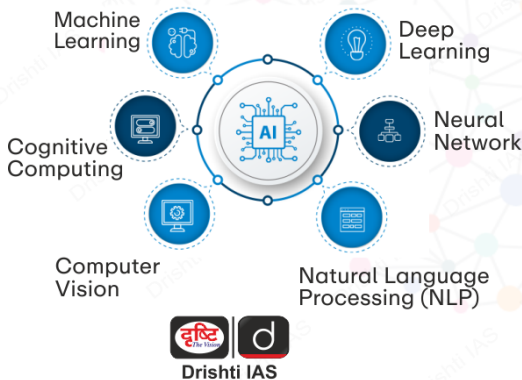 Machine
Learning
Deep
Learning
AI
Cognitive
Computing
Neural
Network
Computer
Vision
Natural Language
Processing (NLP)
दृष्टि
The Vision
d
Drishti IAS